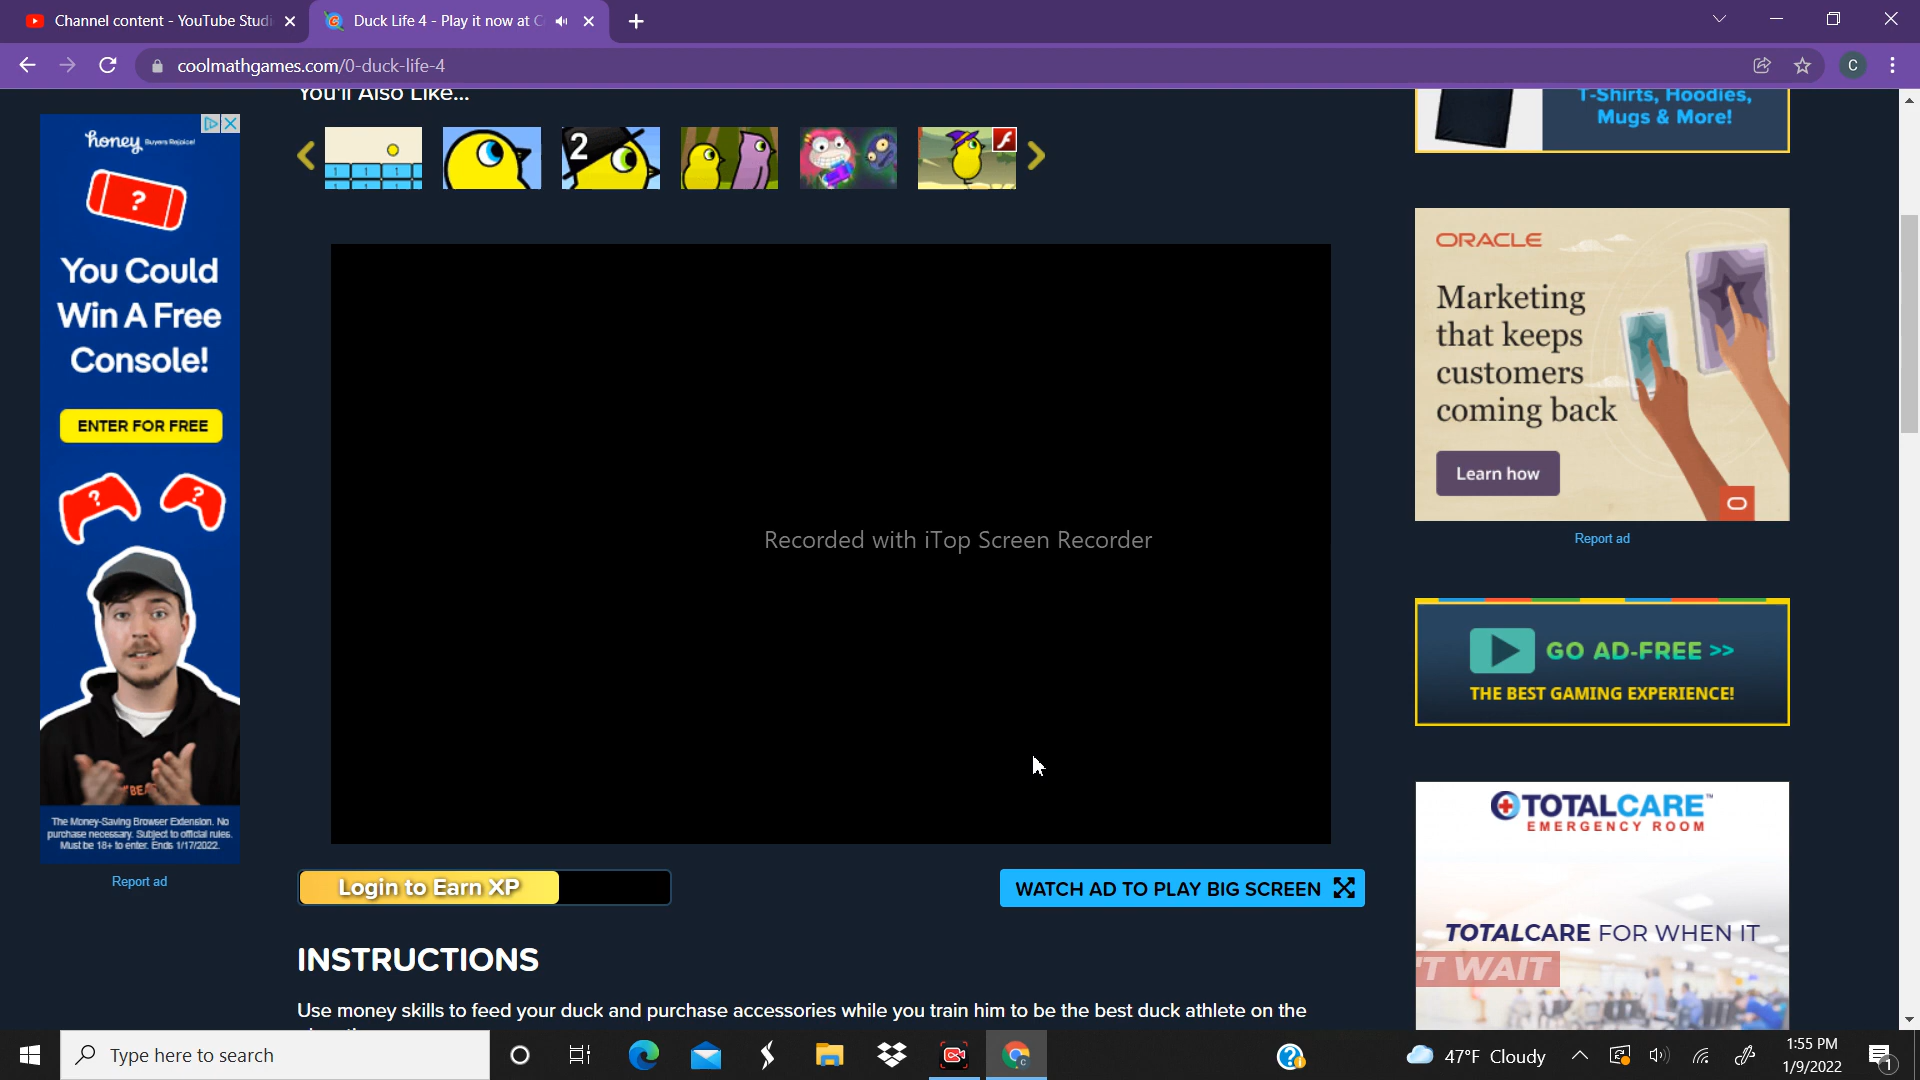 Channel content - YouTube Studi
Duck Life 4 - Play it now at C
coolmathgames.com/0-duck-life-4
C
You'll Also Like...
2
honey Buyers Rejoice!
?
You Could
Win A Free
Console!
ENTER FOR FREE
? ?
The Money-Saving Browser Extension. No
purchase necessary. Subject to official rules.
Must be 18+ to enter. Ends 1/17/2022.
Report ad
Recorded with iTop Screen Recorder
Login to Earn XP
WATCH AD TO PLAY BIG SCREEN
INSTRUCTIONS
Use money skills to feed your duck and purchase accessories while you train him to be the best duck athlete on the
T-Shirts, Hoodies,
Mugs & More!
ORACLE
Marketing
that keeps
customers
coming back
Learn how
Report ad
GO AD-FREE >>
THE BEST GAMING EXPERIENCE!
TOTALCARE™
EMERGENCY ROOM
TOTALCARE FOR WHEN IT
'T WAIT
Type here to search
47°F Cloudy
1:55 PM
1/9/2022
1